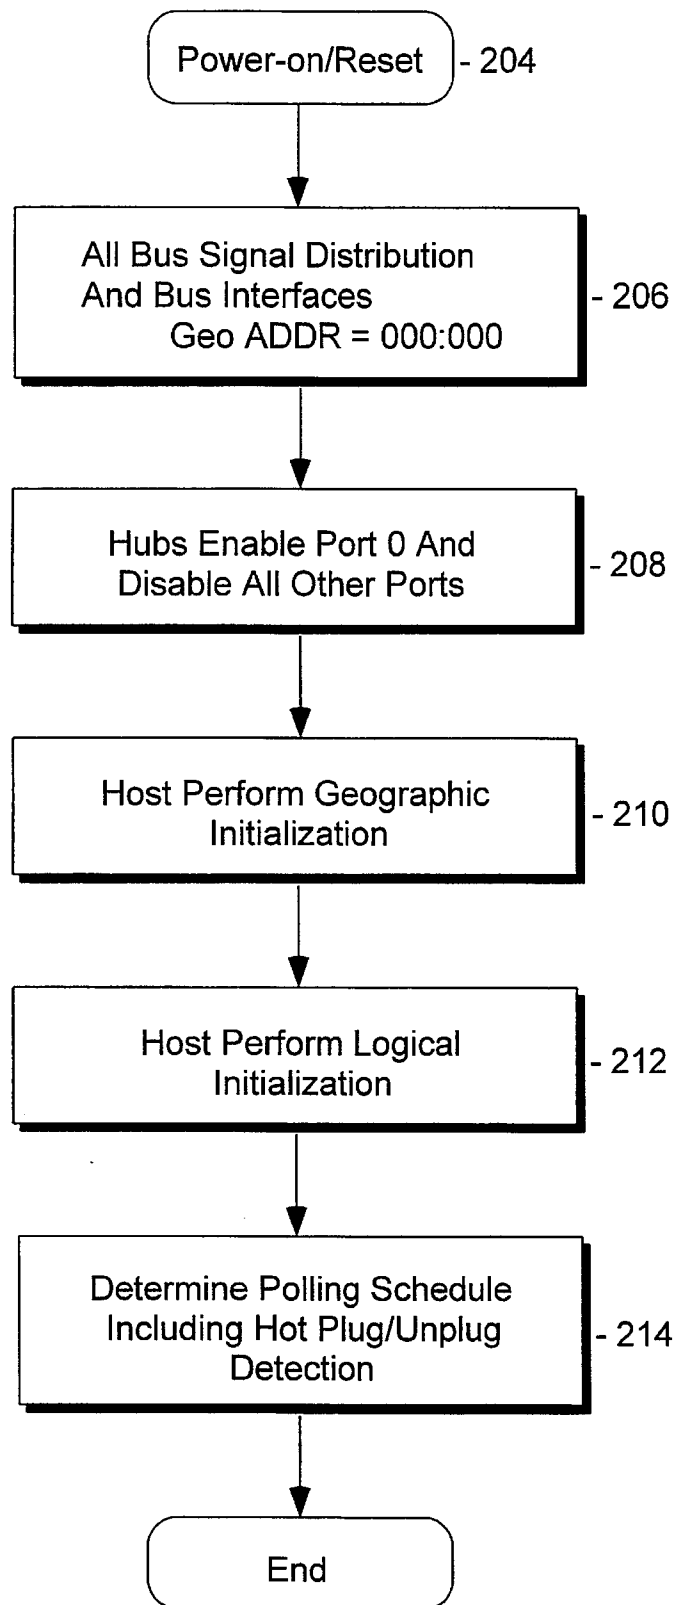 Power-on/Reset - 204
All Bus Signal Distribution
And Bus Interfaces - 206
Geo ADDR = 000:000
Hubs Enable Port 0 And
Disable All Other Ports - 208
Host Perform Geographic
Initialization - 210
Host Perform Logical
Initialization - 212
Determine Polling Schedule
Including Hot Plug/Unplug - 214
Detection
End